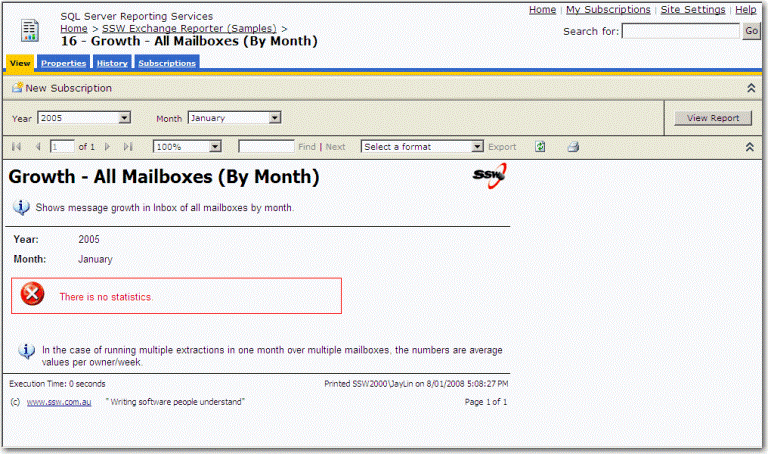 SQL Server Reporting Services
Home > SSW Exchange Reporter (Samples) >
16 - Growth - All Mailboxes (By Month)
Home | My Subscriptions | Site Settings | Help
Search for: Go
View Properties History Subscriptions
New Subscription
Year 2005 Month January View Report
1 of 1 100% Find | Next Select a format Export
Growth - All Mailboxes (By Month)
SSW
Shows message growth in Inbox of all mailboxes by month.
Year: 2005
Month: January
There is no statistics.
In the case of running multiple extractions in one month over multiple mailboxes, the numbers are average
values per owner/week.
Execution Time: 0 seconds Printed SSW2000\JayLin on 8/01/2008 5:08:27 PM
(c) www.ssw.com.au " Writing software people understand" Page 1 of 1